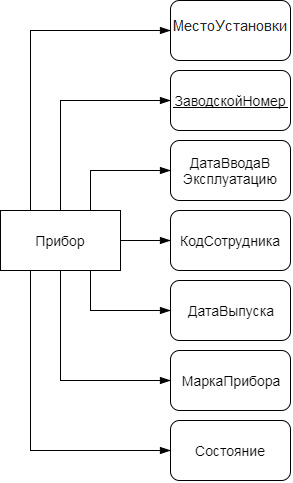 МестоУстановки
ЗаводскойНомер
ДатаВводаВ
Эксплуатацию
Прибор
КодСотрудника
ДатаВыпуска
МаркаПрибора
Состояние